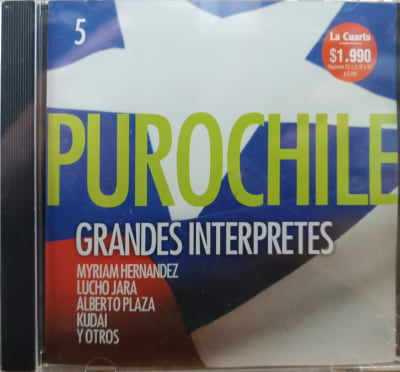 5
La Cuarta
$1.990
PUROCHILE
GRANDES INTERPRETES
MYRIAM HERNANDEZ
LUCHO JARA
ALBERTO PLAZA
KUDAI
Y OTROS